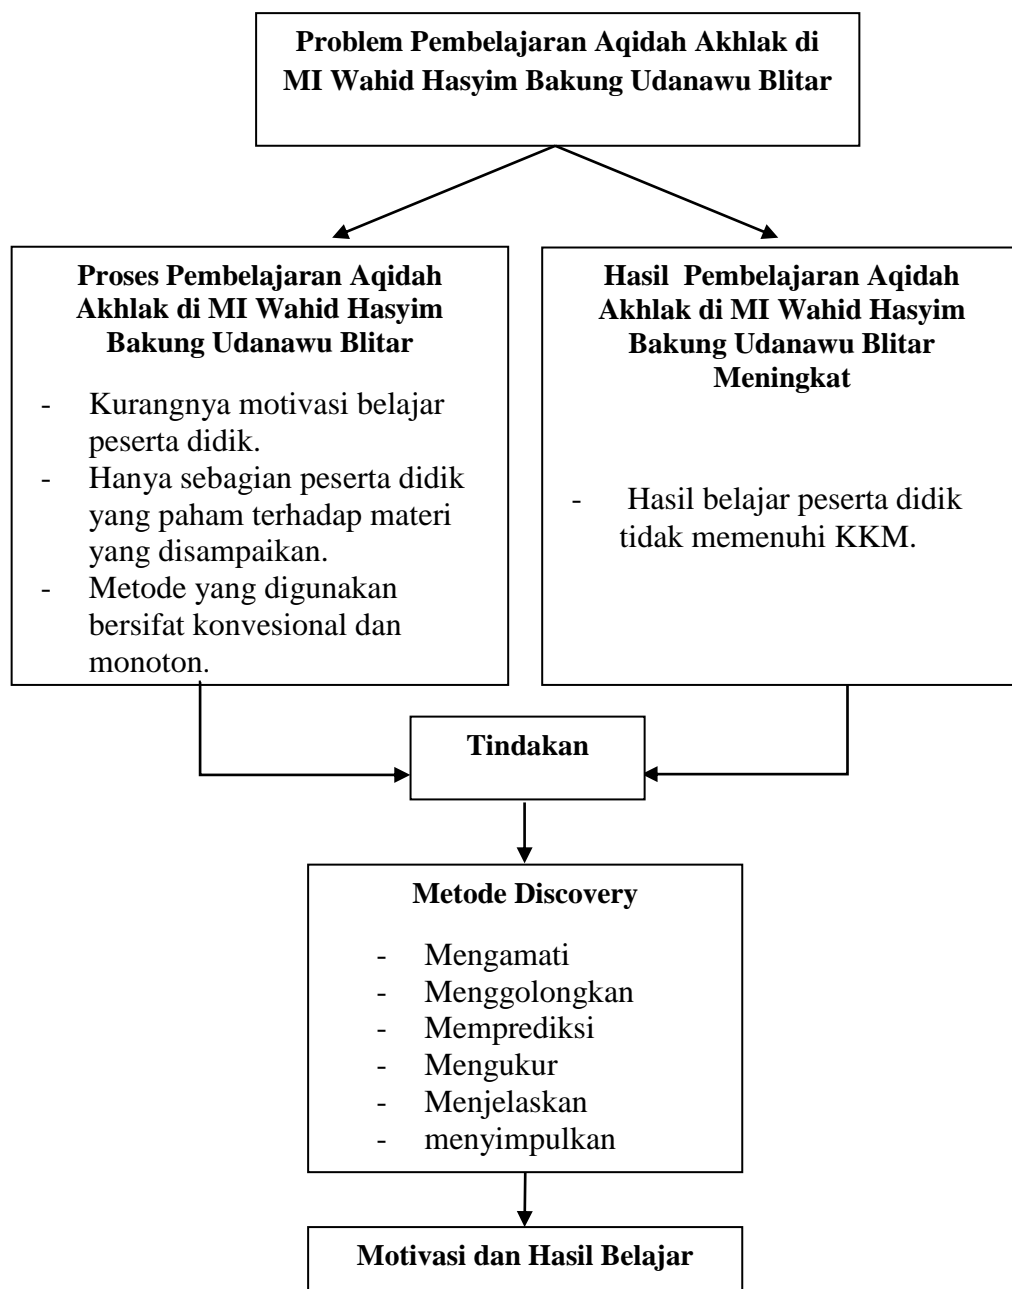 Problem Pembelajaran Aqidah Akhlak di
MI Wahid Hasyim Bakung Udanawu Blitar
Proses Pembelajaran Aqidah
Akhlak di MI Wahid Hasyim
Bakung Udanawu Blitar
- Kurangnya motivasi belajar
peserta didik.
- Hanya sebagian peserta didik
yang paham terhadap materi
yang disampaikan.
- Metode yang digunakan
bersifat konvesional dan
monoton.
Hasil Pembelajaran Aqidah
Akhlak di MI Wahid Hasyim
Bakung Udanawu Blitar
Meningkat
- Hasil belajar peserta didik
tidak memenuhi KKM.
Tindakan
Metode Discovery
- Mengamati
- Menggolongkan
- Memprediksi
- Mengukur
- Menjelaskan
- menyimpulkan
Motivasi dan Hasil Belajar